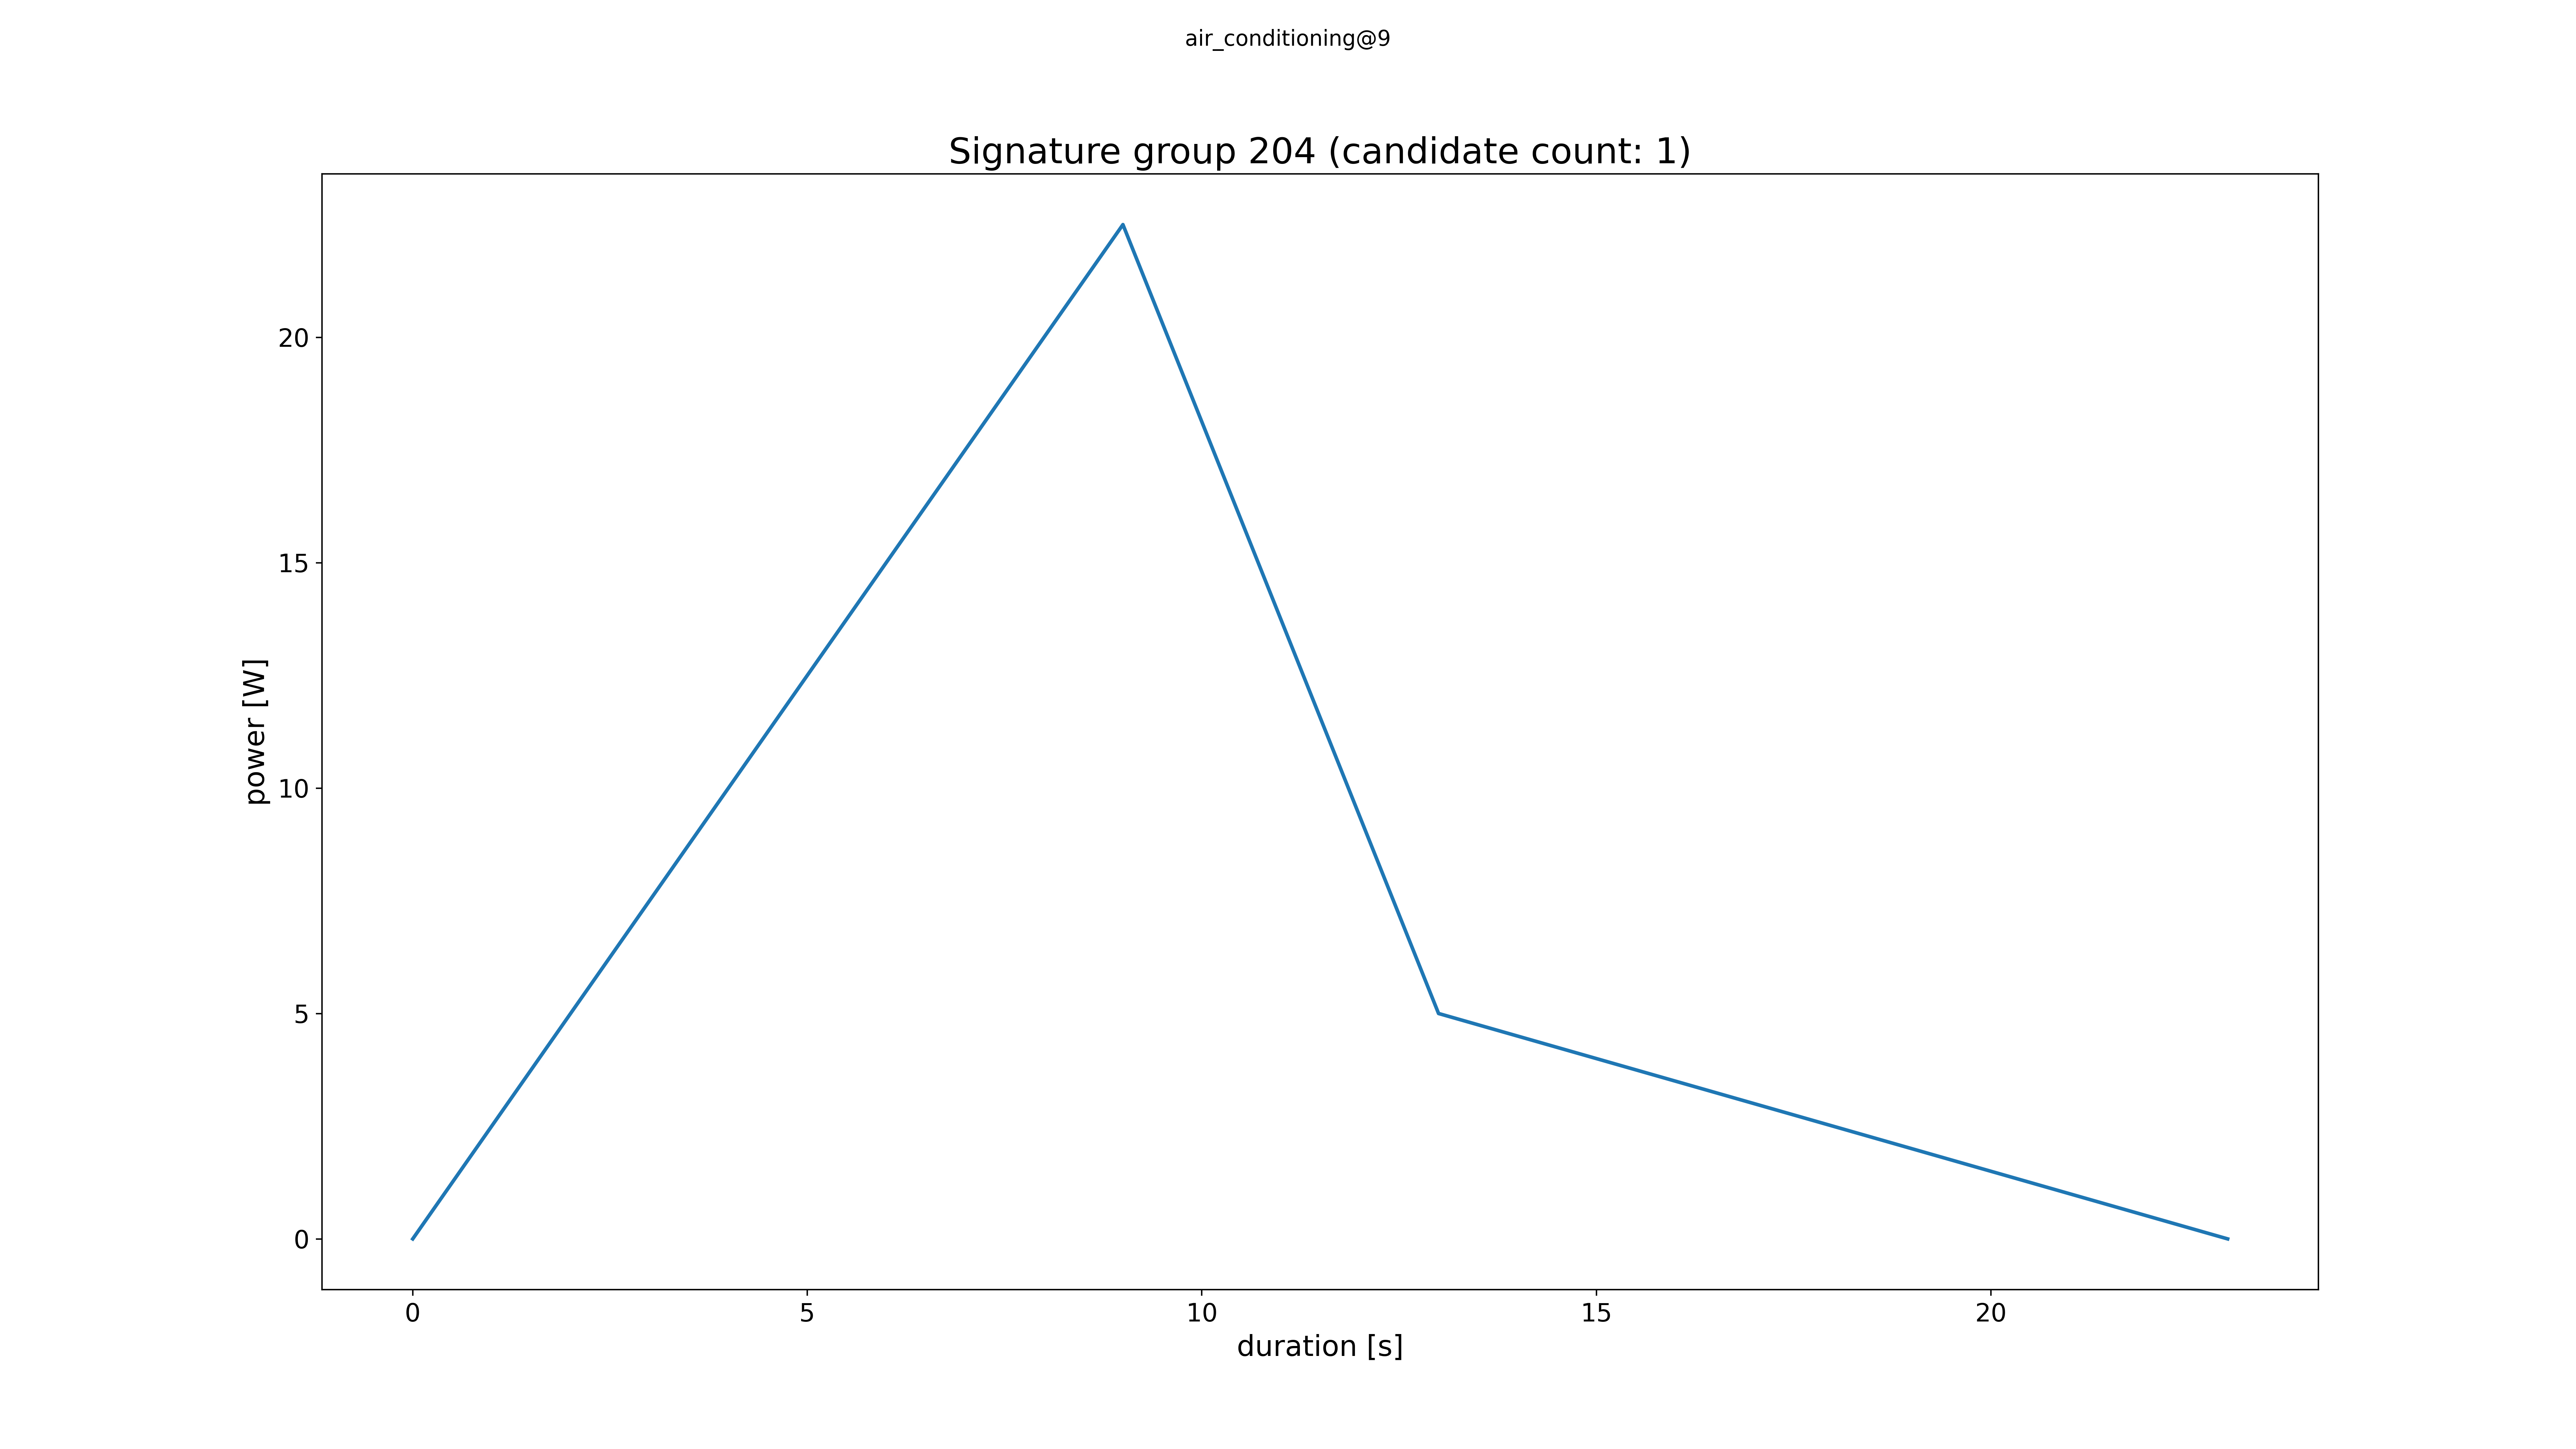 air_conditioning@9
Signature group 204 (candidate count: 1)
20
15
10
5
0
power [W]
0 5 10 15 20
duration [s]